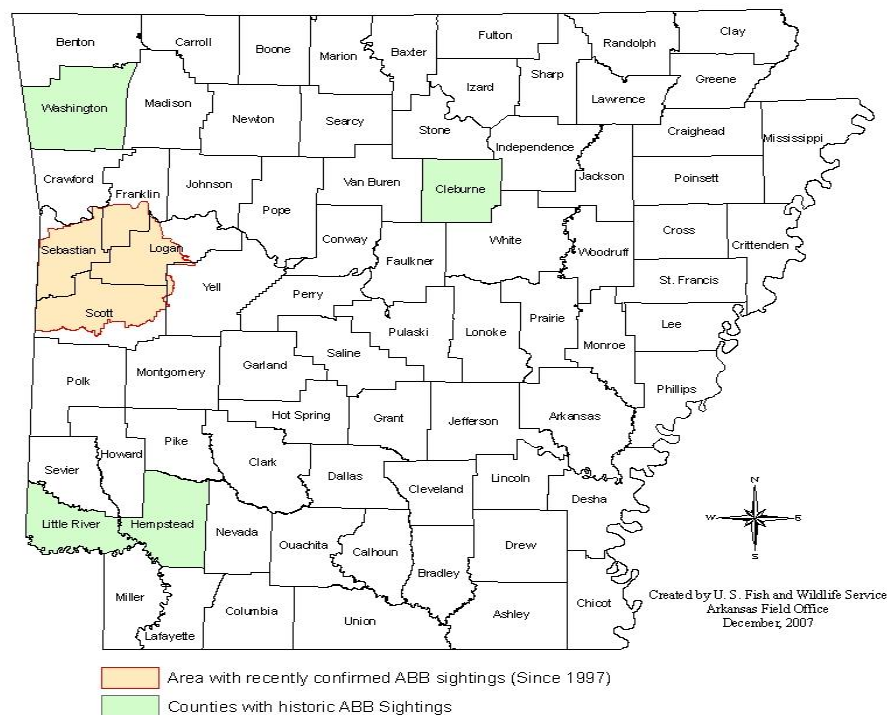 Benton
Carroll
Boone
Marion
Baxter
Fulton
Randolph
Clay
Washington
Madison
Newton
Searcy
Stone
Izard
Sharp
Lawrence
Greene
Independence
Craighead
Mississippi
Crawford
Franklin
Johnson
Pope
Van Buren
Cleburne
Jackson
Poinsett
Sebastian
Logan
Conway
Faulkner
White
Woodruff
Cross
Crittenden
Scott
Yell
Perry
Pulaski
Lonoke
Prairie
St. Francis
Monroe
Lee
Polk
Montgomery
Garland
Saline
Phillips
Hot Spring
Grant
Jefferson
Arkansas
Sevier
Howard
Pike
Clark
Dallas
Cleveland
Lincoln
Desha
Little River
Hempstead
Nevada
Ouachita
Calhoun
Bradley
Drew
Miller
Lafayette
Columbia
Union
Ashley
Chicot
N
W
E
S
Created by U. S. Fish and Wildlife Service
Arkansas Field Office
December, 2007
Area with recently confirmed ABB sightings (Since 1997)
Counties with historic ABB Sightings